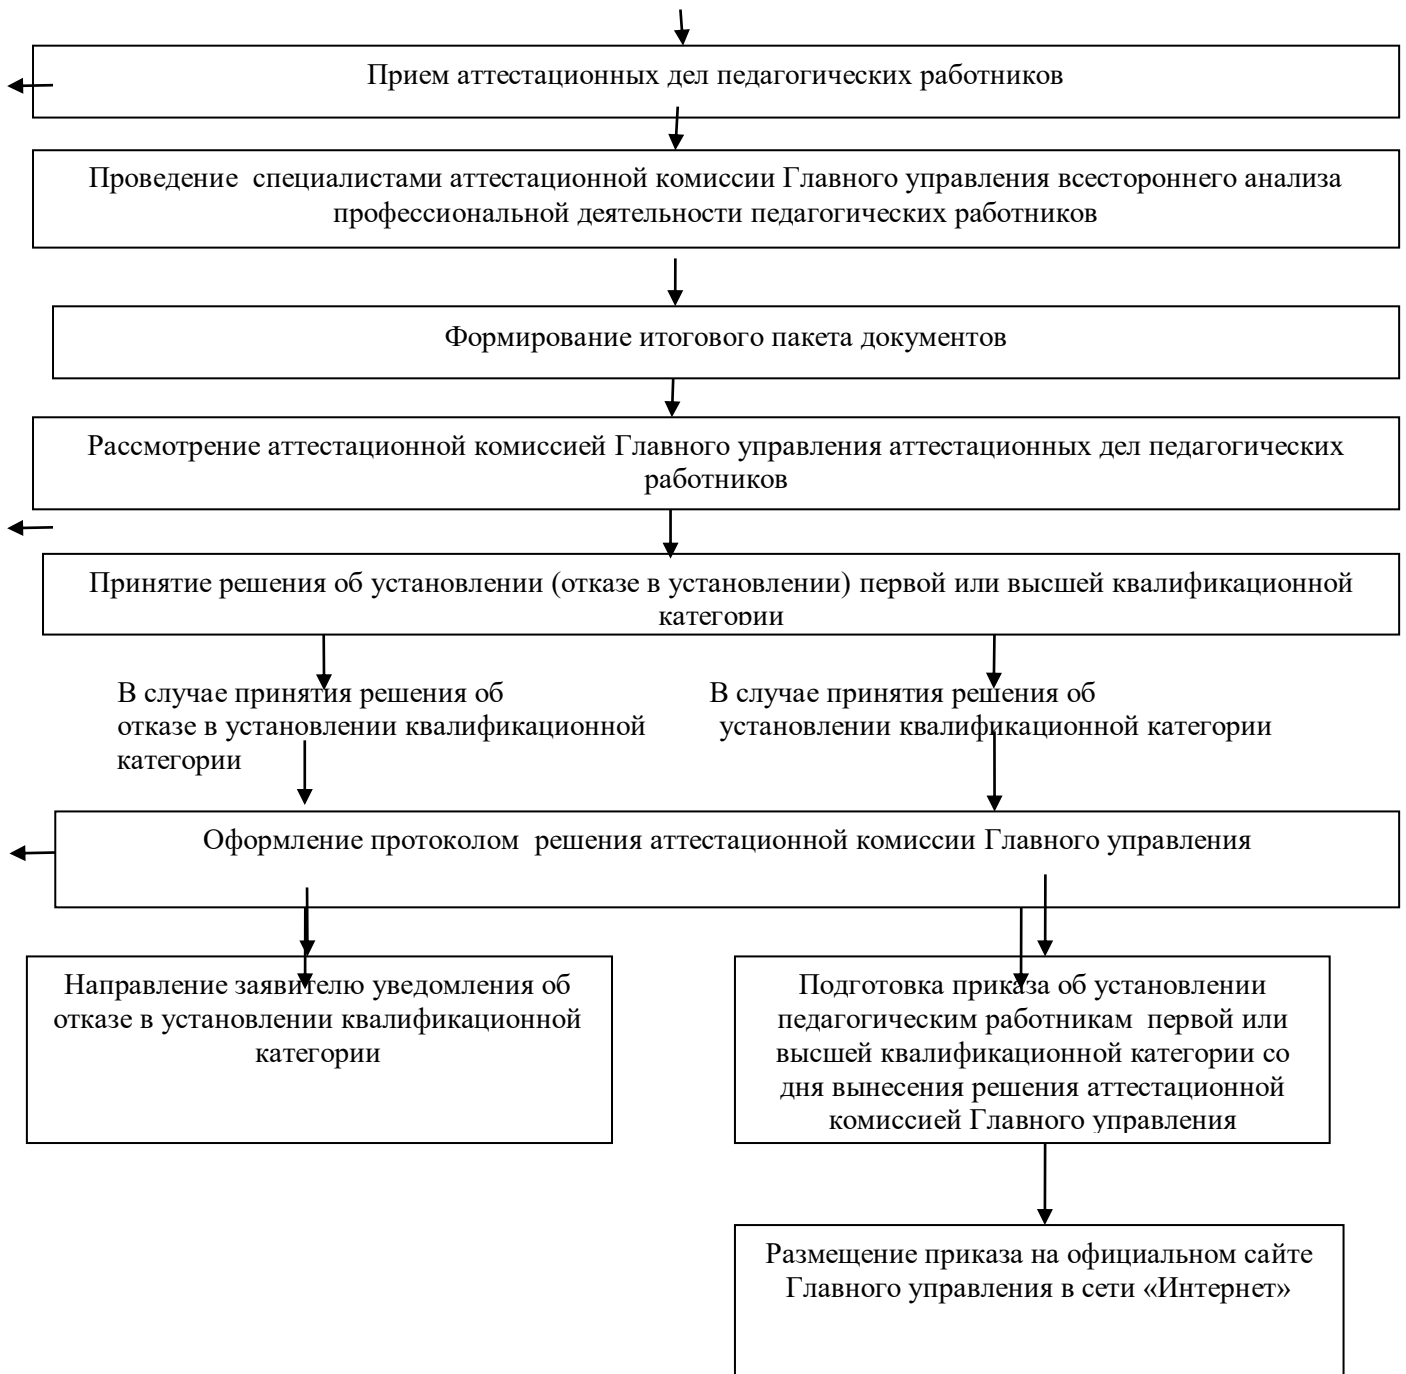 Прием аттестационных дел педагогических работников
Проведение  специалистами аттестационной комиссии Главного управления всестороннего анализа
профессиональной деятельности педагогических работников
Формирование итогового пакета документов
Рассмотрение аттестационной комиссией Главного управления аттестационных дел педагогических
работников
Принятие решения об установлении (отказе в установлении) первой или высшей квалификационной
категории
В случае принятия решения об
отказе в установлении квалификационной
категории
В случае принятия решения об
установлении квалификационной категории
Оформление протоколом  решения аттестационной комиссии Главного управления
Направление заявителю уведомления об
отказе в установлении квалификационной
категории
Подготовка приказа об установлении
педагогическим работникам  первой или
высшей квалификационной категории со
дня вынесения решения аттестационной
комиссией Главного управления
Размещение приказа на официальном сайте
Главного управления в сети «Интернет»